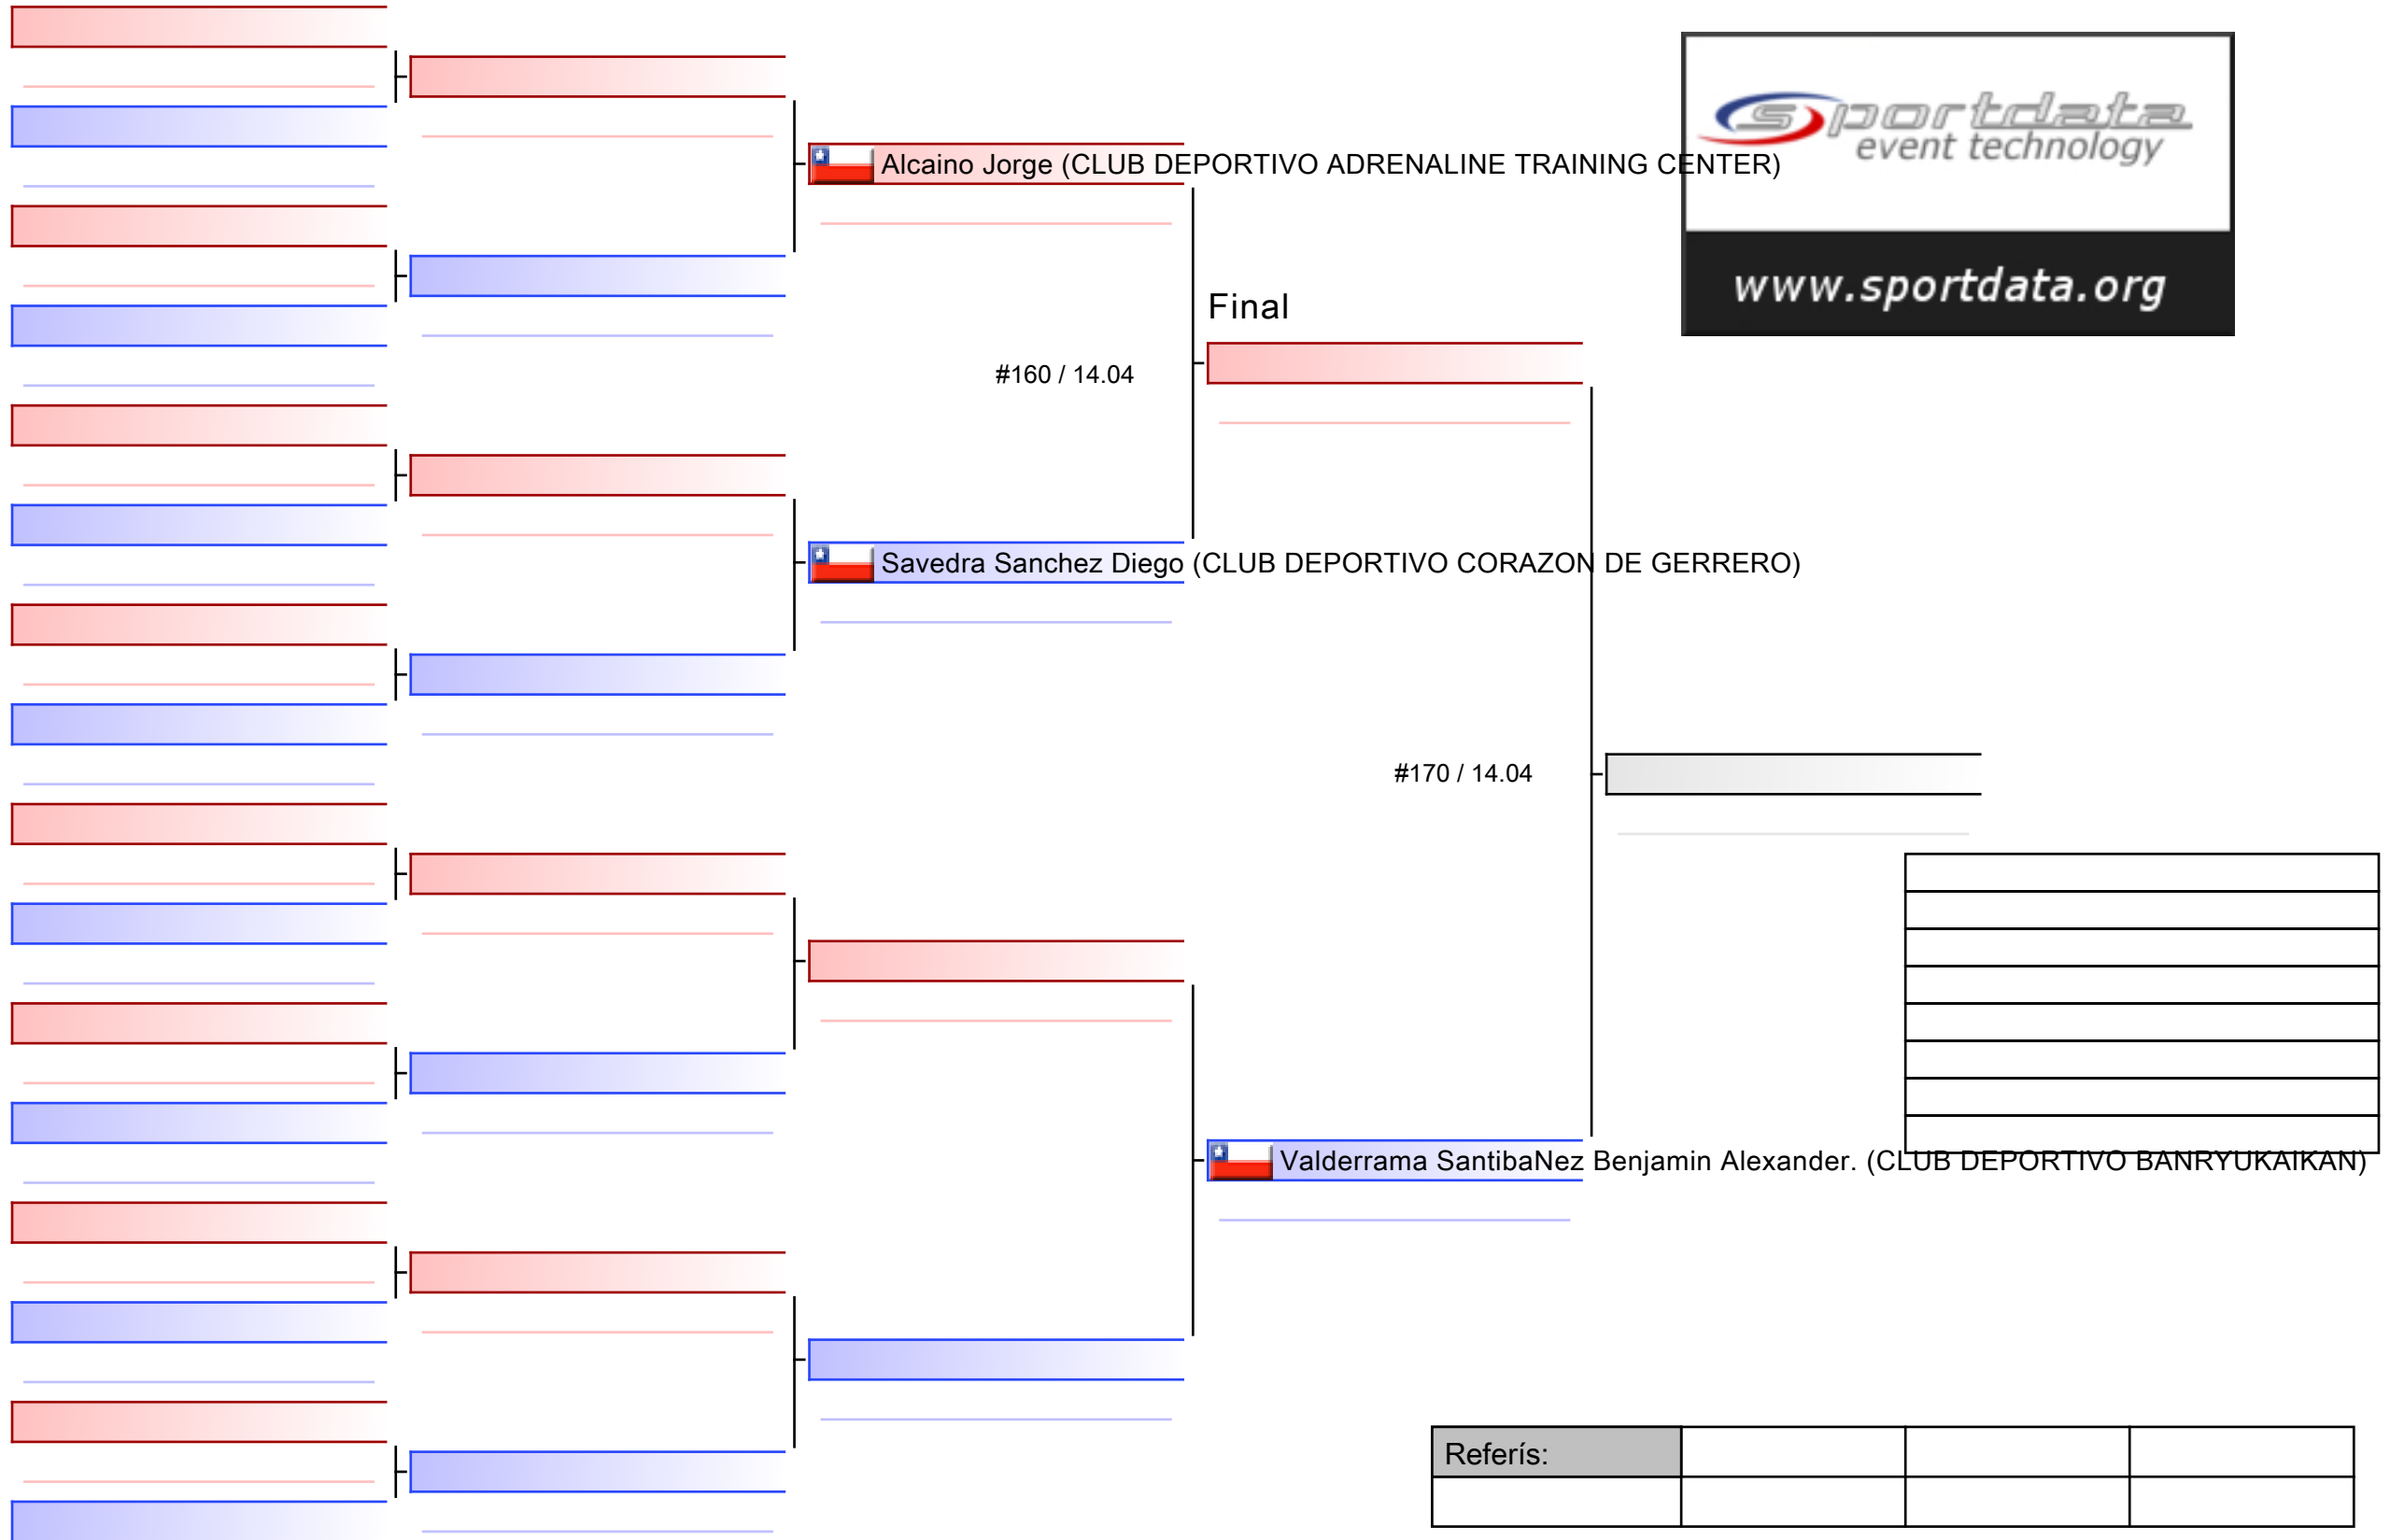 sportdata
event technology
www.sportdata.org
Alcaino Jorge (CLUB DEPORTIVO ADRENALINE TRAINING CENTER)
Final
#160 / 14.04
Savedra Sanchez Diego (CLUB DEPORTIVO CORAZON DE GERRERO)
#170 / 14.04
Valderrama SantibaNez Benjamin Alexander. (CLUB DEPORTIVO BANRYUKAIKAN)
Referís: